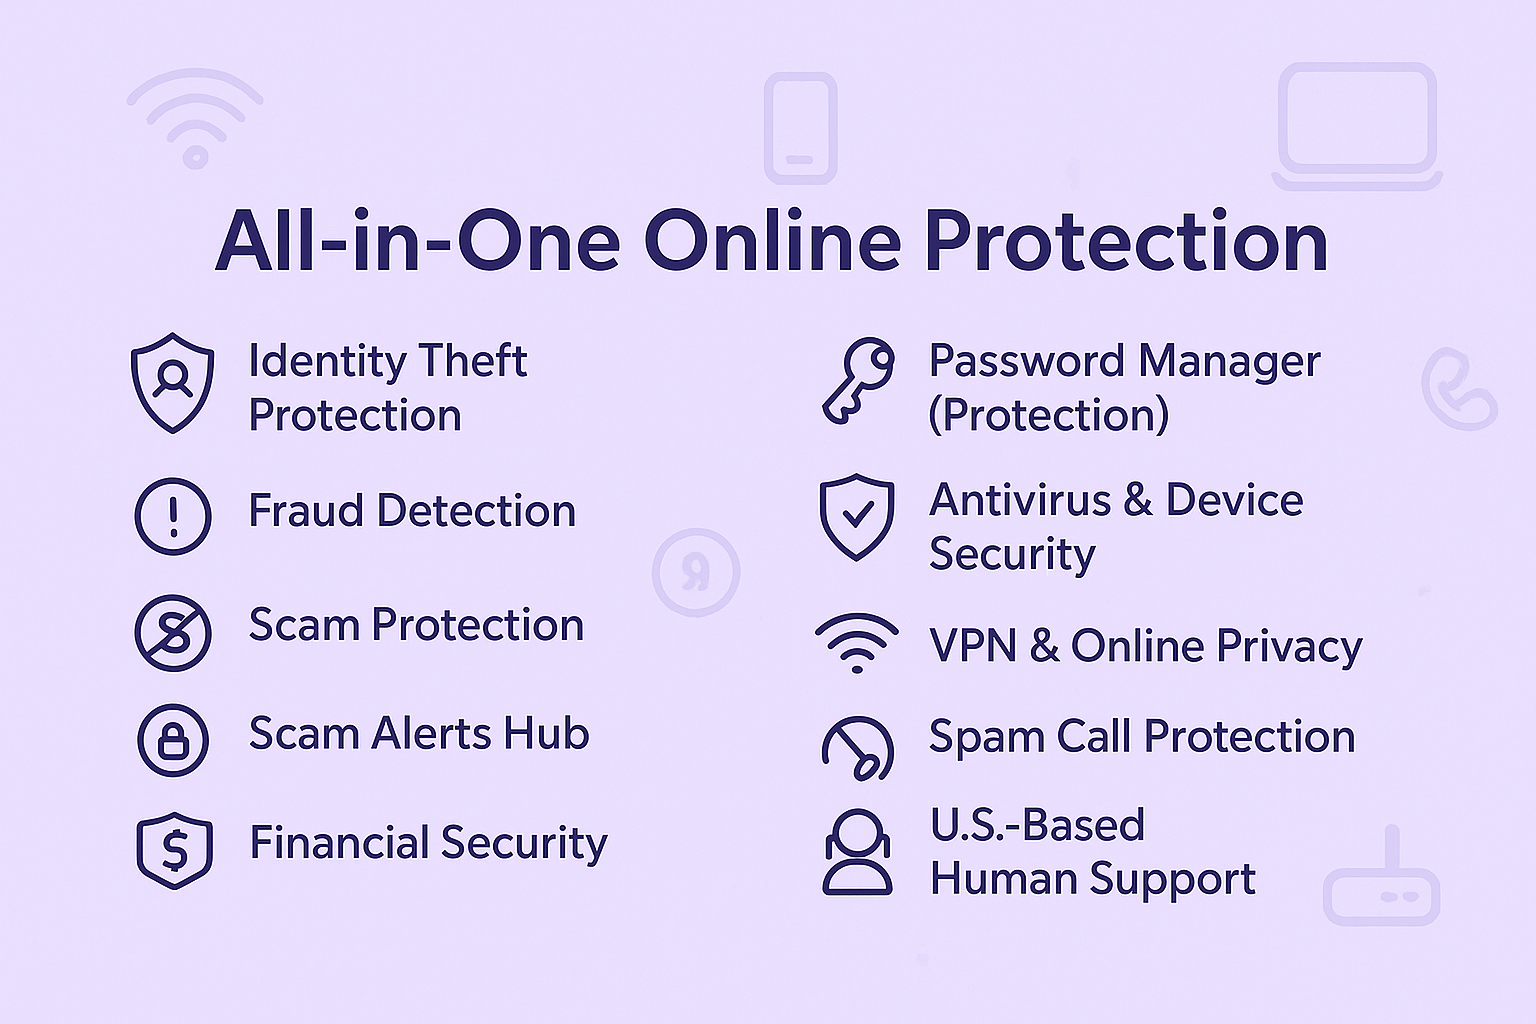 All-in-One Online Protection
Identity Theft
Protection
Fraud Detection
Scam Protection
Scam Alerts Hub
Financial Security
Password Manager
(Protection)
Antivirus & Device
Security
VPN & Online Privacy
Spam Call Protection
U.S.-Based
Human Support